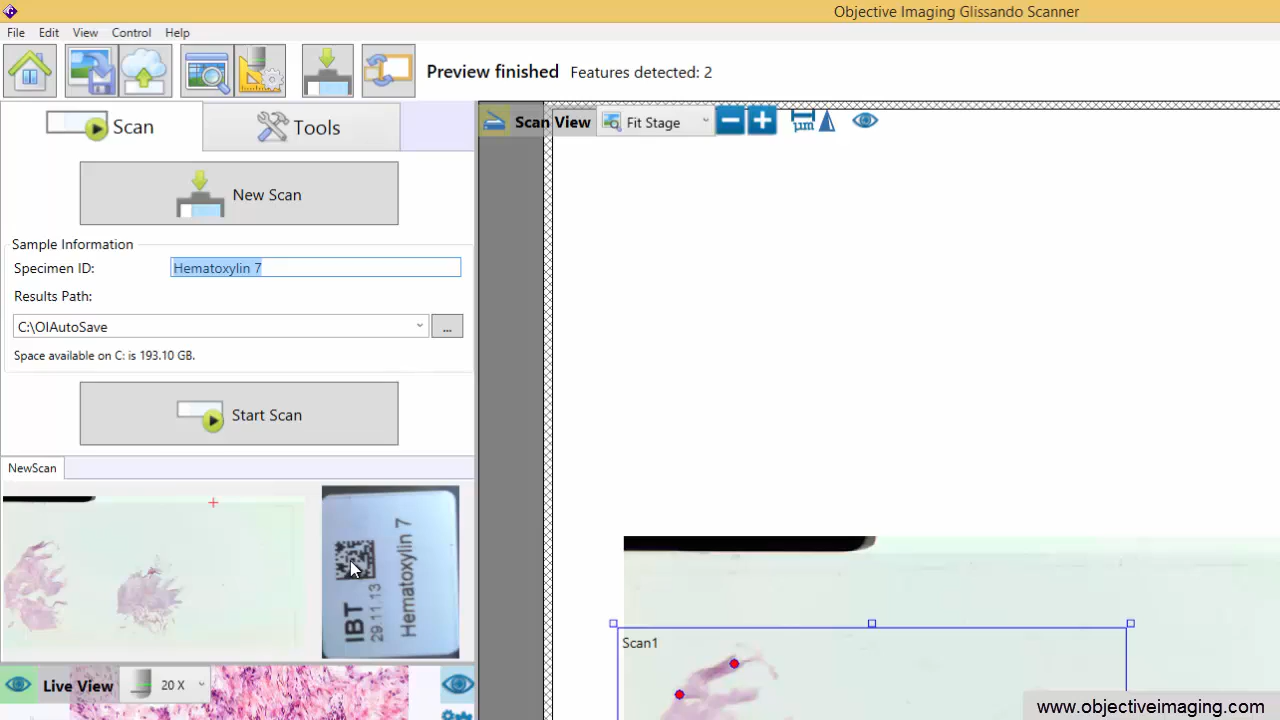 Objective Imaging Glissando Scanner
File Edit View Control Help
Preview finished Features detected: 2
Scan Tools
Scan View Fit Stage
New Scan
Sample Information
Specimen ID: Hematoxylin 7
Results Path:
C:\OIAutoSave ...
Space available on C: is 193.10 GB.
Start Scan
NewScan
IBT
29.11.13
Hematoxylin 7
Scan1
Live View 20 X
www.objectiveimaging.com